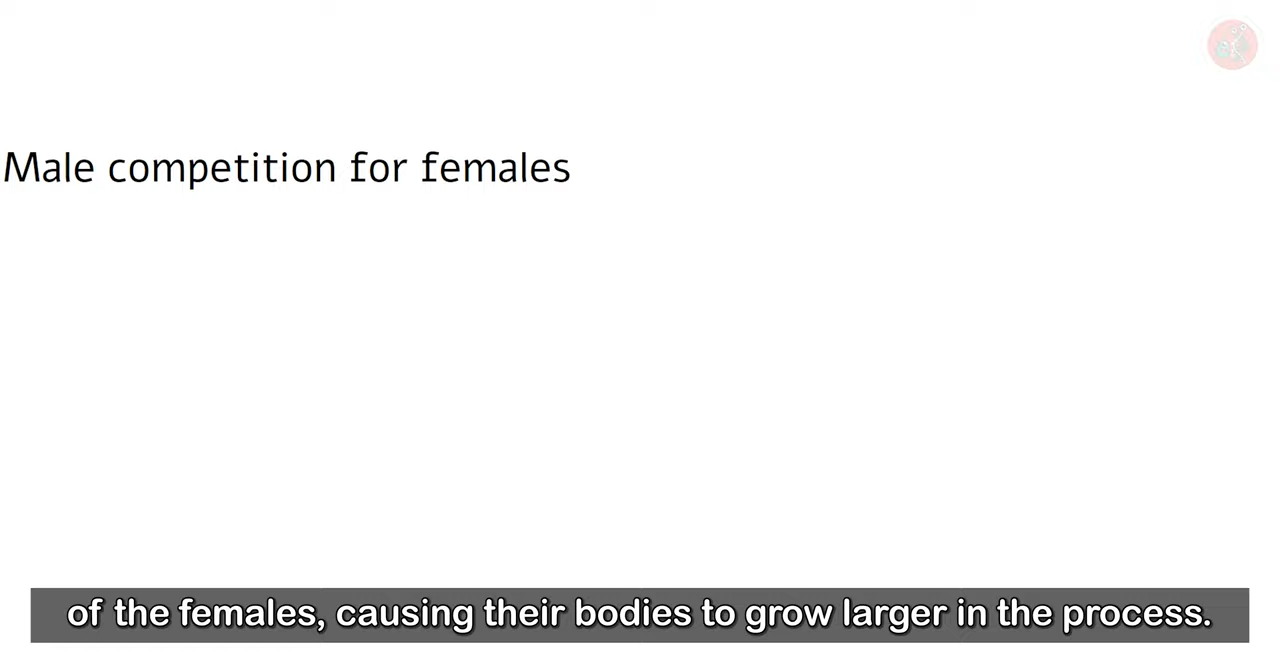 Male competition for females
of the females, causing their bodies to grow larger in the process.